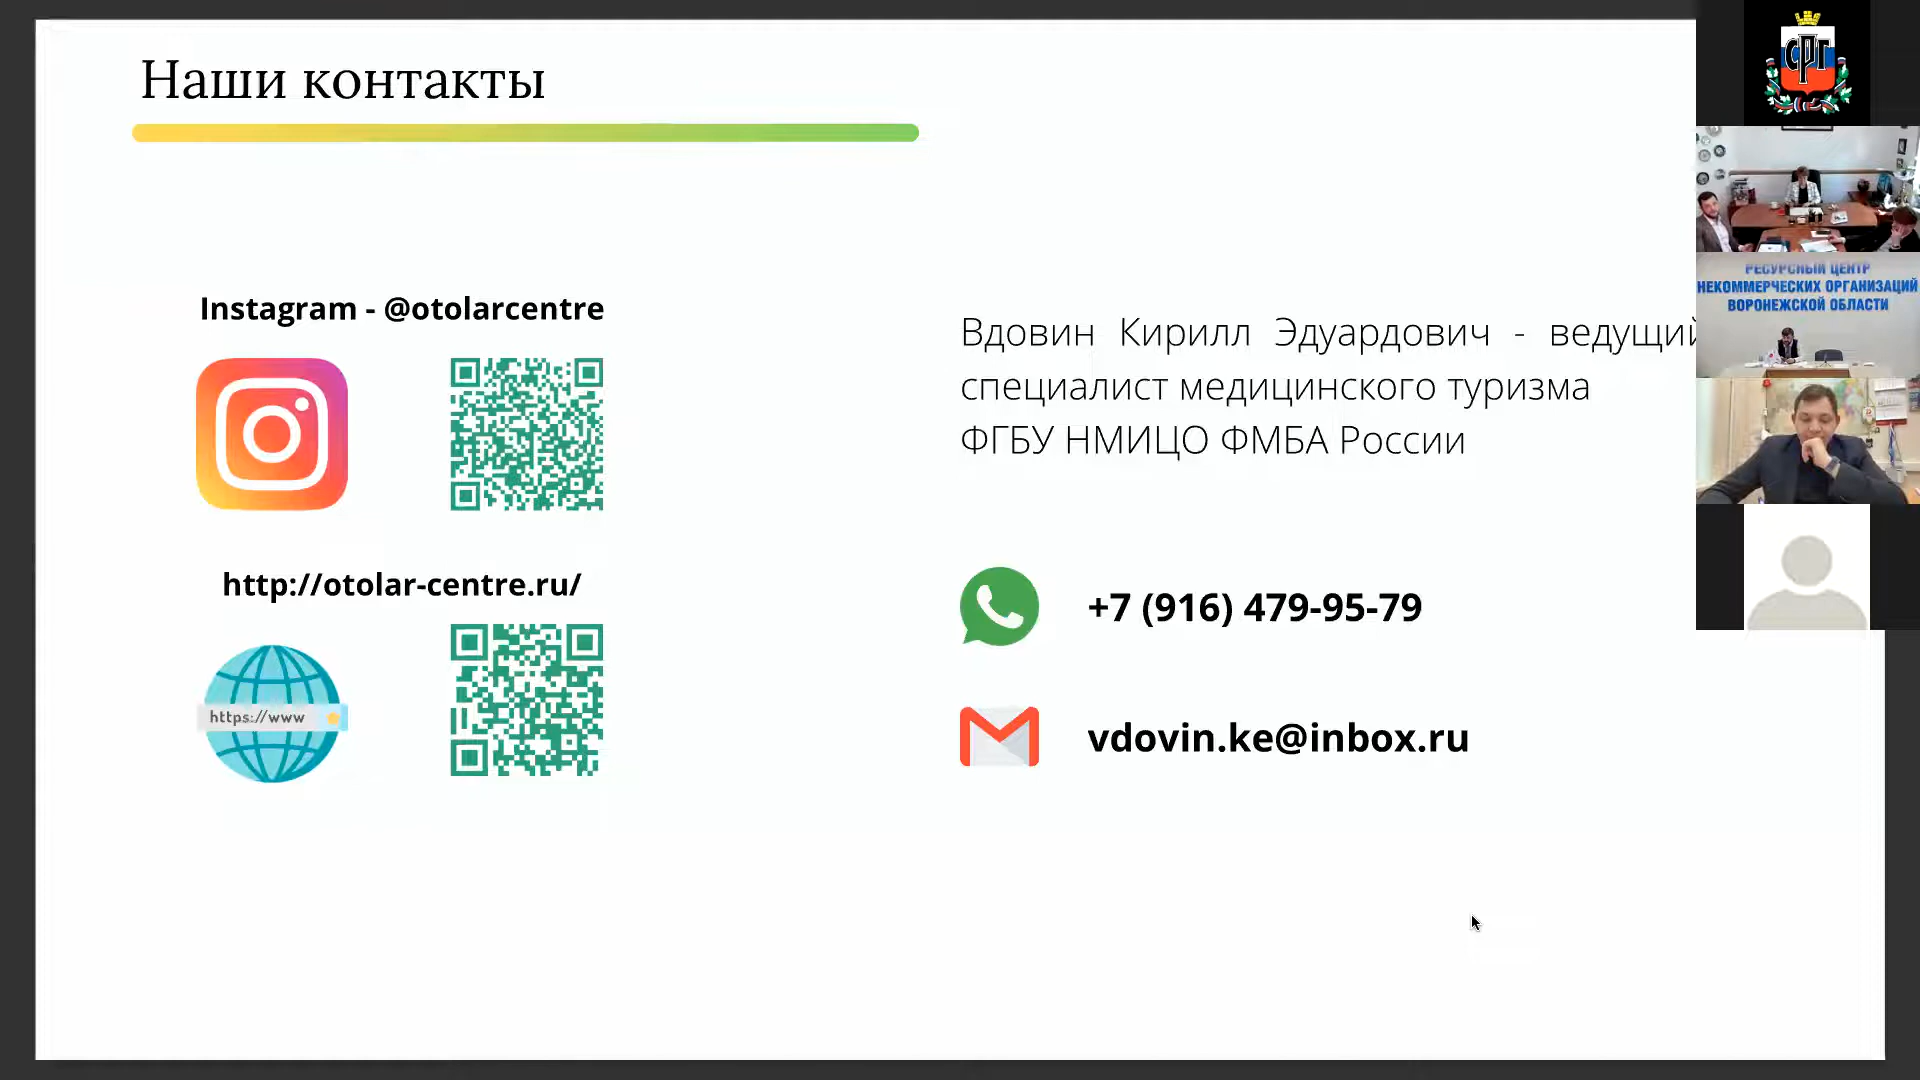 Наши контакты
Instagram - @otolarcentre
http://otolar-centre.ru/
https://www
Вдовин Кирилл Эдуардович - ведущий
специалист медицинского туризма
ФГБУ НМИЦО ФМБА России
+7 (916) 479-95-79
vdovin.ke@inbox.ru
СРГ
РЕСУРСНЫЙ ЦЕНТР
НЕКОММЕРЧЕСКИХ ОРГАНИЗАЦИЙ
ВОРОНЕЖСКОЙ ОБЛАСТИ